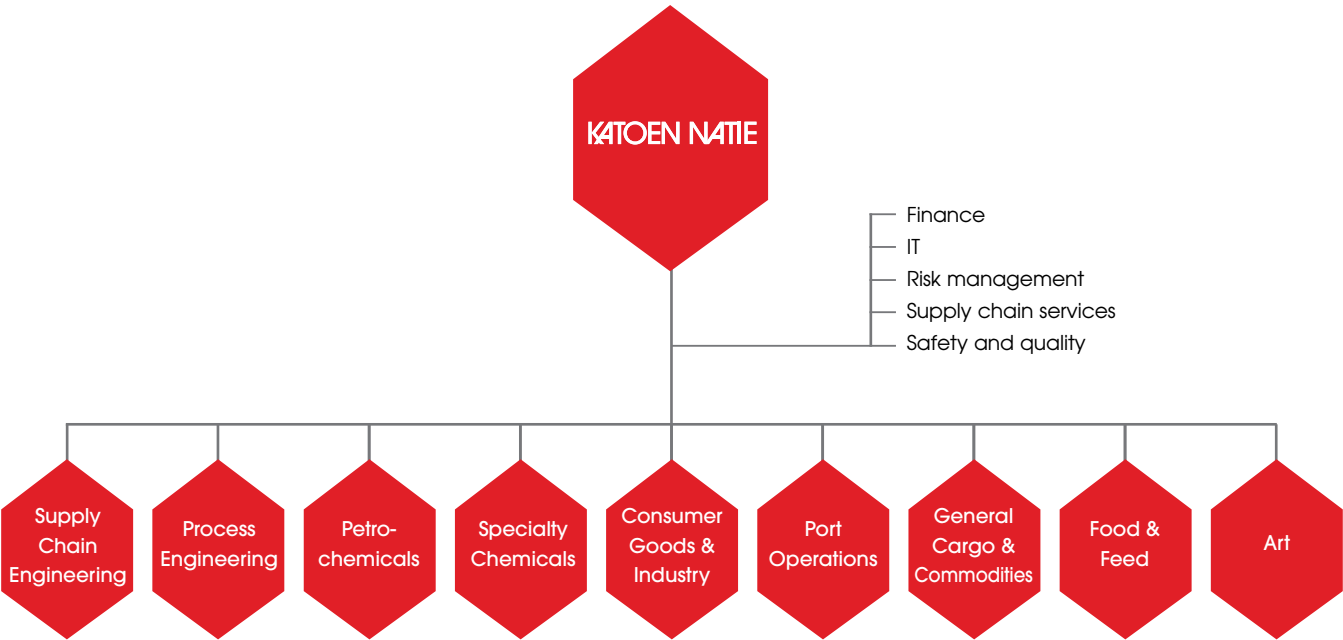 KATOEN NATIE
Finance
IT
Risk management
Supply chain services
Safety and quality
Supply
Chain
Engineering
Process
Engineering
Petro-
chemicals
Specialty
Chemicals
Consumer
Goods &
Industry
Port
Operations
General
Cargo &
Commodities
Food &
Feed
Art